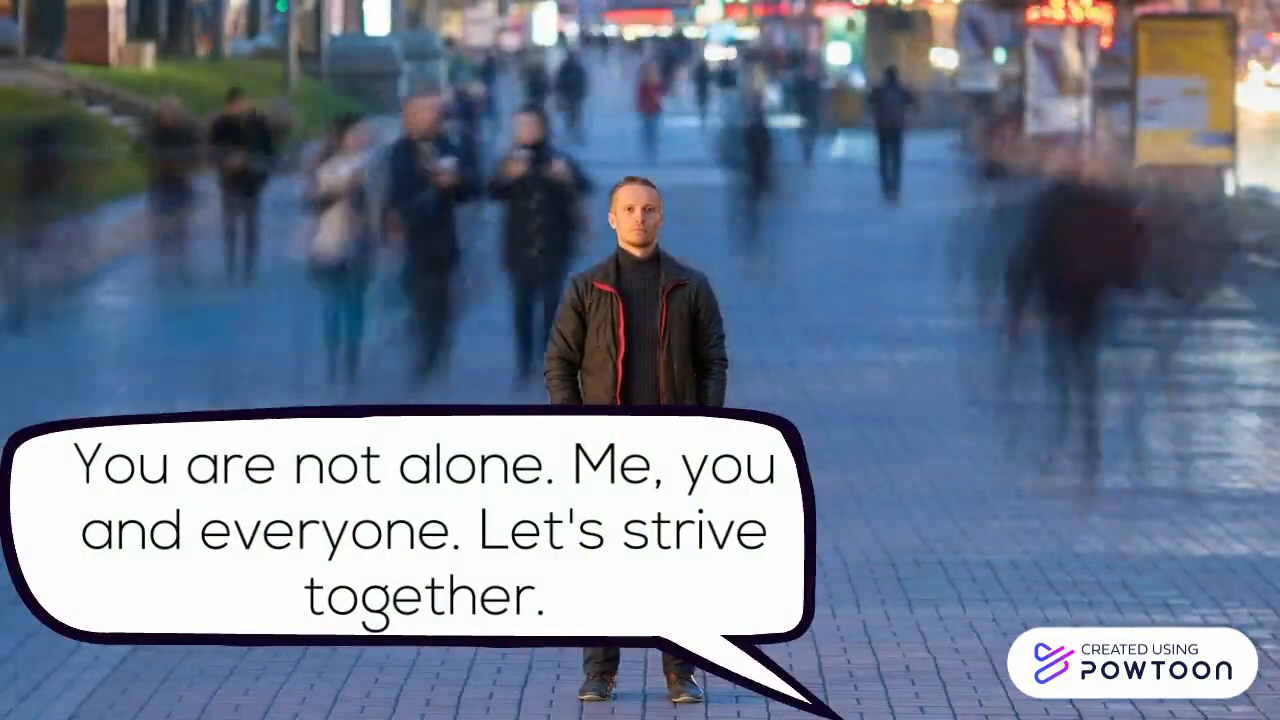 You are not alone. Me, you
and everyone. Let's strive
together.
CREATED USING
POWTOON